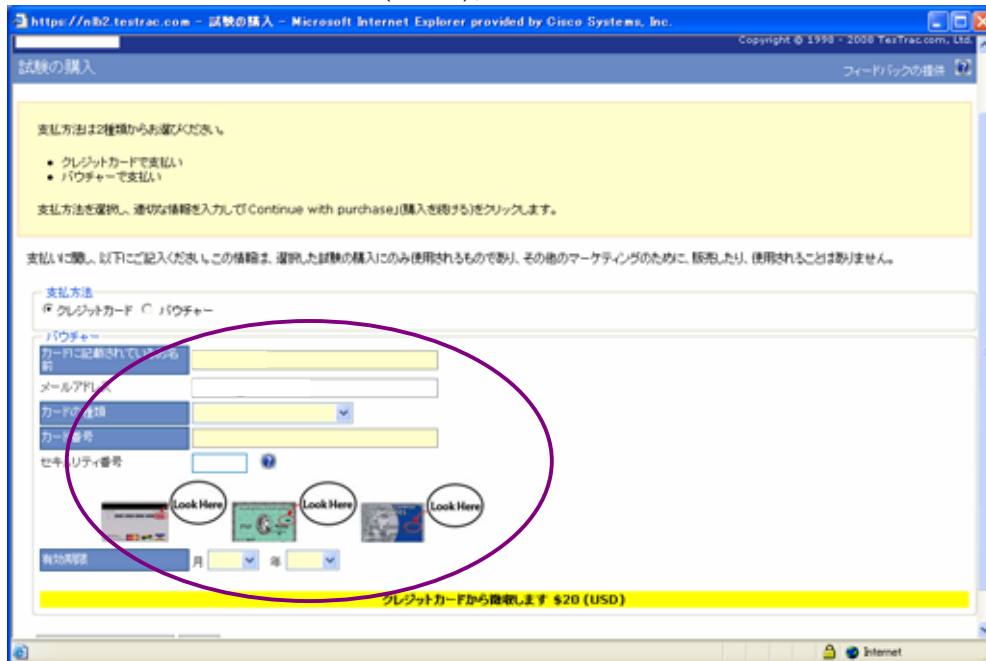 https://nlb2.testrac.com - 試験の購入 - Microsoft Internet Explorer provided by Cisco Systems, Inc.
Copyright © 1998 - 2008 TesTrac.com, Ltd.
試験の購入
フィードバックの提供
支払方法は2種類からお選びください。
• クレジットカードで支払い
• バウチャーで支払い
支払方法を選択し、適切な情報を入力して「Continue with purchase」(購入を続ける)をクリックします。
支払いに関し、以下にご記入ください。この情報は、選択した試験の購入にのみ使用されるものであり、その他のマーケティングのために、販売したり、使用されることはありません。
支払方法
クレジットカード バウチャー
バウチャー
カードに記載されているお名前
メールアドレス
カードの種類
カード番号
セキュリティ番号
Look Here Look Here Look Here
有効期限 月 年
クレジットカードから徴収します $20 (USD)
Internet